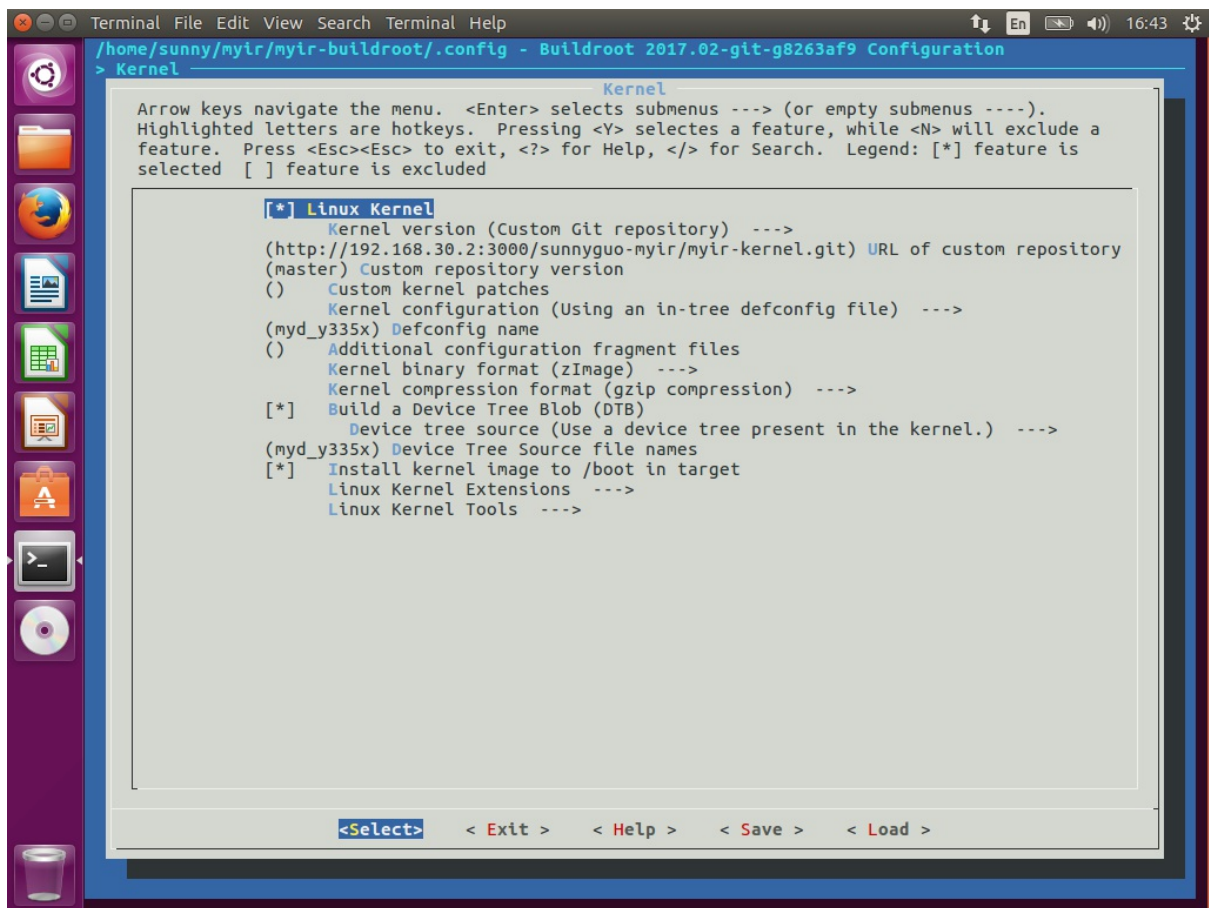 Terminal File Edit View Search Terminal Help En 16:43
/home/sunny/myir/myir-buildroot/.config - Buildroot 2017.02-git-g8263af9 Configuration
> Kernel
Kernel
Arrow keys navigate the menu. <Enter> selects submenus ---> (or empty submenus ----).
Highlighted letters are hotkeys. Pressing <Y> selectes a feature, while <N> will exclude a
feature. Press <Esc><Esc> to exit, <?> for Help, </> for Search. Legend: [*] feature is
selected [ ] feature is excluded
[*] Linux Kernel
Kernel version (Custom Git repository) --->
(http://192.168.30.2:3000/sunnyguo-myir/myir-kernel.git) URL of custom repository
(master) Custom repository version
() Custom kernel patches
Kernel configuration (Using an in-tree defconfig file) --->
(myd_y335x) Defconfig name
() Additional configuration fragment files
Kernel binary format (zImage) --->
Kernel compression format (gzip compression) --->
[*] Build a Device Tree Blob (DTB)
Device tree source (Use a device tree present in the kernel.) --->
(myd_y335x) Device Tree Source file names
[*] Install kernel image to /boot in target
Linux Kernel Extensions --->
Linux Kernel Tools --->
<Select> < Exit > < Help > < Save > < Load >